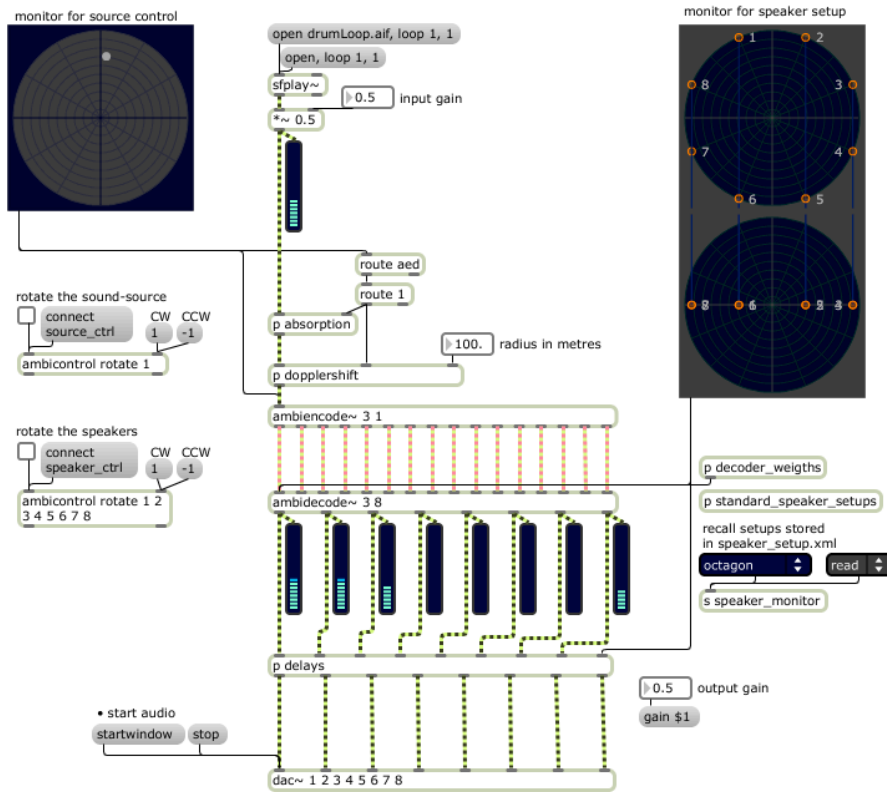 monitor for source control
open drumLoop.aif, loop 1, 1
open, loop 1, 1
sfplay~
0.5 input gain
*~ 0.5
monitor for speaker setup
1 2
8 3
7 4
6 5
route aed
route 1
rotate the sound-source
connect
source_ctrl
CW CCW
1 -1
ambicontrol rotate 1
p absorption
100. radius in metres
p dopplershift
ambiencode~ 3 1
rotate the speakers
connect
speaker_ctrl
CW CCW
1 -1
ambicontrol rotate 1 2
3 4 5 6 7 8
ambidecode~ 3 8
p decoder_weigths
p standard_speaker_setups
recall setups stored
in speaker_setup.xml
octagon read
s speaker_monitor
p delays
0.5 output gain
gain $1
• start audio
startwindow stop
dac~ 1 2 3 4 5 6 7 8